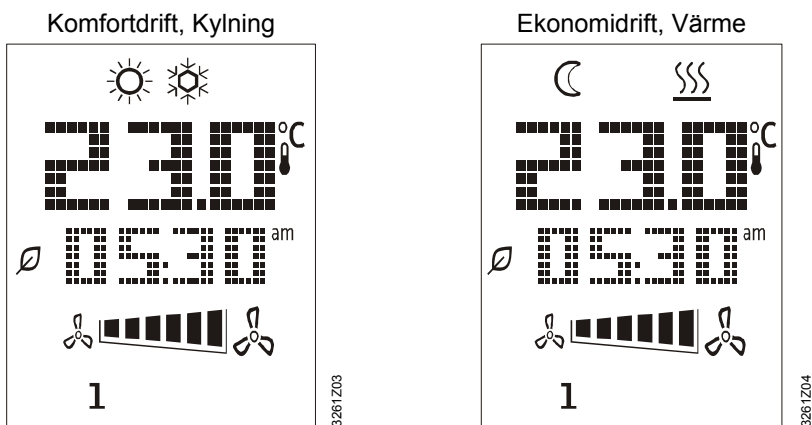 Komfortdrift, Kylning
23.0 °C
05:30 am
1
3261Z03
Ekonomidrift, Värme
23.0 °C
05:30 am
1
3261Z04